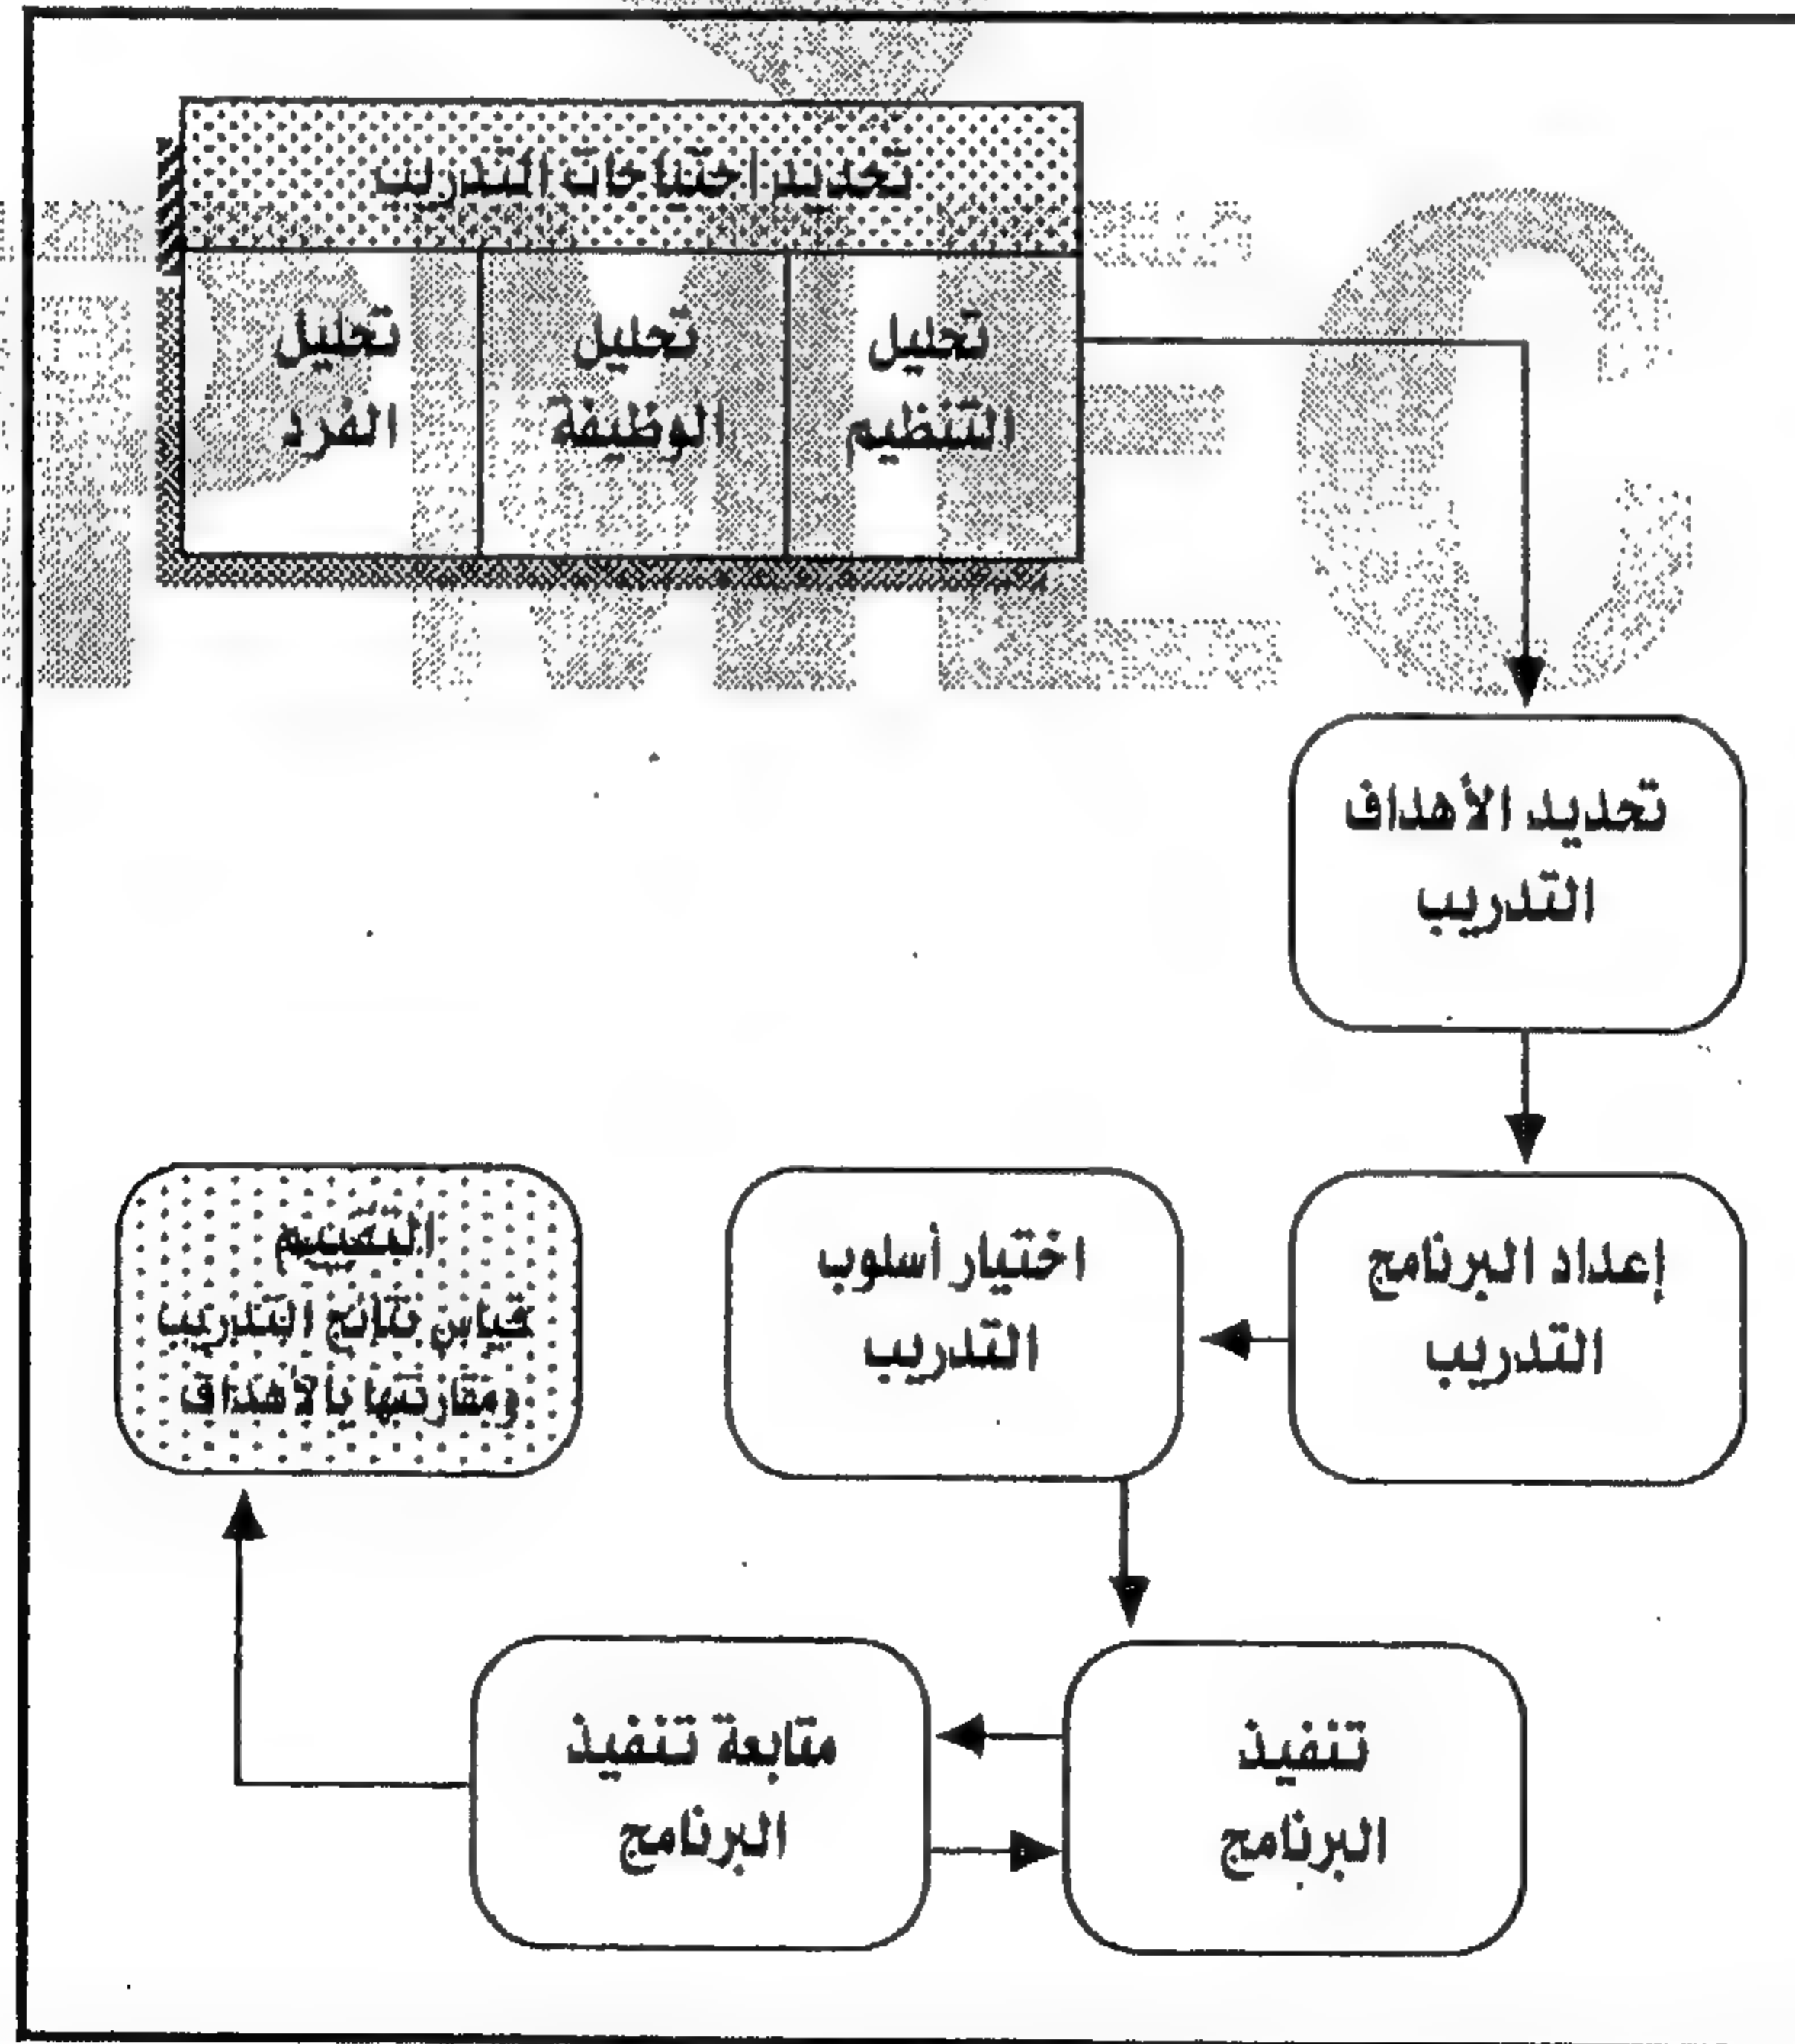 تحديد احتياجات التدريب
تحليل
التنظيم
تحليل
الوظيفة
تحليل
الفرد
تحديد الأهداف
التدريب
إعداد البرنامج
التدريب
اختيار أسلوب
التدريب
التقييم
قياس نتائج التدريب
ومقارنتها بالأهداف
تنفيذ
البرنامج
متابعة تنفيذ
البرنامج